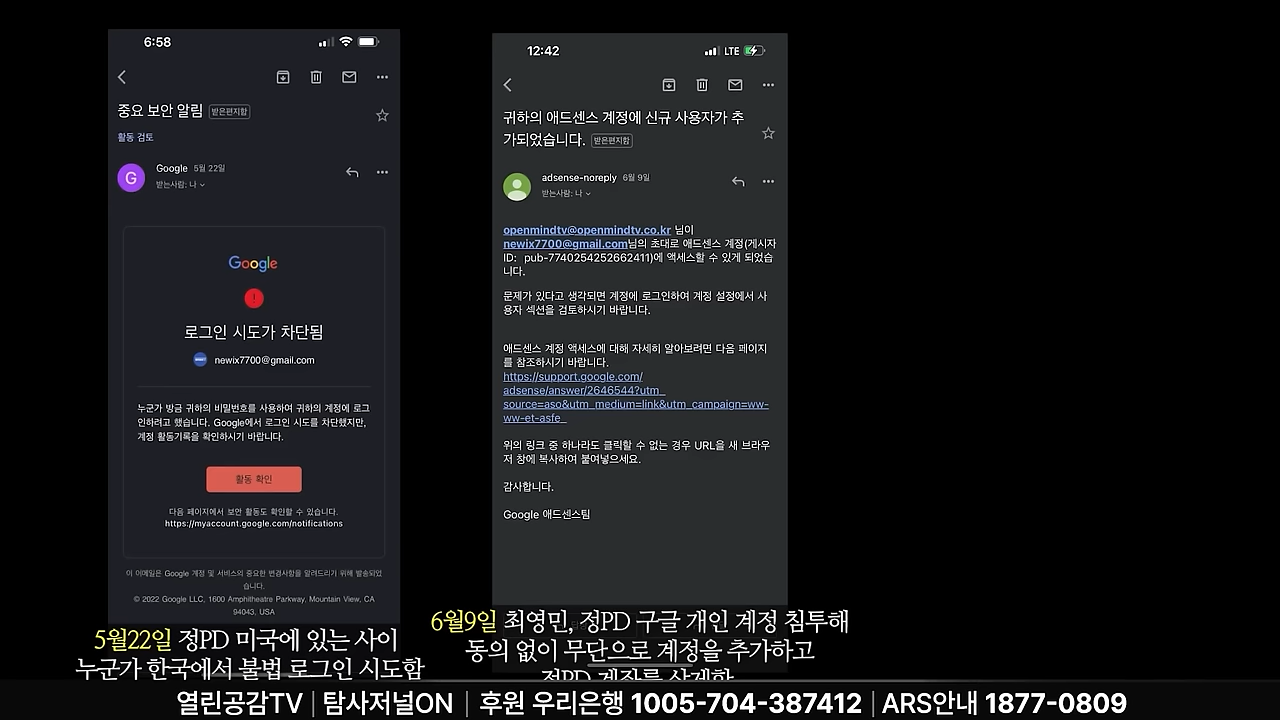 6:58
중요 보안 알림 받은편지함
활동 검토
G
Google 5월 22일
받는사람: 나
Google
!
로그인 시도가 차단됨
newix7700@gmail.com
누군가 방금 귀하의 비밀번호를 사용하여 귀하의 계정에 로그
인하려고 했습니다. Google에서 로그인 시도를 차단했지만,
계정 활동기록을 확인하시기 바랍니다.
활동 확인
다음 페이지에서 보안 활동도 확인할 수 있습니다.
https://myaccount.google.com/notifications
이 이메일은 Google 계정 및 서비스의 중요한 변경사항을 알려드리기 위해 발송되었
습니다.
© 2022 Google LLC, 1600 Amphitheatre Parkway, Mountain View, CA
94043, USA
5월22일 정PD 미국에 있는 사이
누군가 한국에서 불법 로그인 시도함
12:42
LTE
귀하의 애드센스 계정에 신규 사용자가 추
가되었습니다. 받은편지함
adsense-noreply 6월 9일
받는사람: 나
openmindtv@openmindtv.co.kr 님이
newix7700@gmail.com님의 초대로 애드센스 계정(게시자
ID: pub-7740254252662411)에 액세스할 수 있게 되었습
니다.
문제가 있다고 생각되면 계정에 로그인하여 계정 설정에서 사
용자 섹션을 검토하시기 바랍니다.
애드센스 계정 액세스에 대해 자세히 알아보려면 다음 페이지
를 참조하시기 바랍니다.
https://support.google.com/
adsense/answer/2646544?utm_
source=aso&utm_medium=link&utm_campaign=ww-
ww-et-asfe_
위의 링크 중 하나라도 클릭할 수 없는 경우 URL을 새 브라우
저 창에 복사하여 붙여넣으세요.
감사합니다.
Google 애드센스팀
6월9일 최영민, 정PD 구글 개인 계정 침투해
동의 없이 무단으로 계정을 추가하고
정PD 계좌를 삭제함
열린공감TV | 탐사저널ON | 후원 우리은행 1005-704-387412 | ARS안내 1877-0809